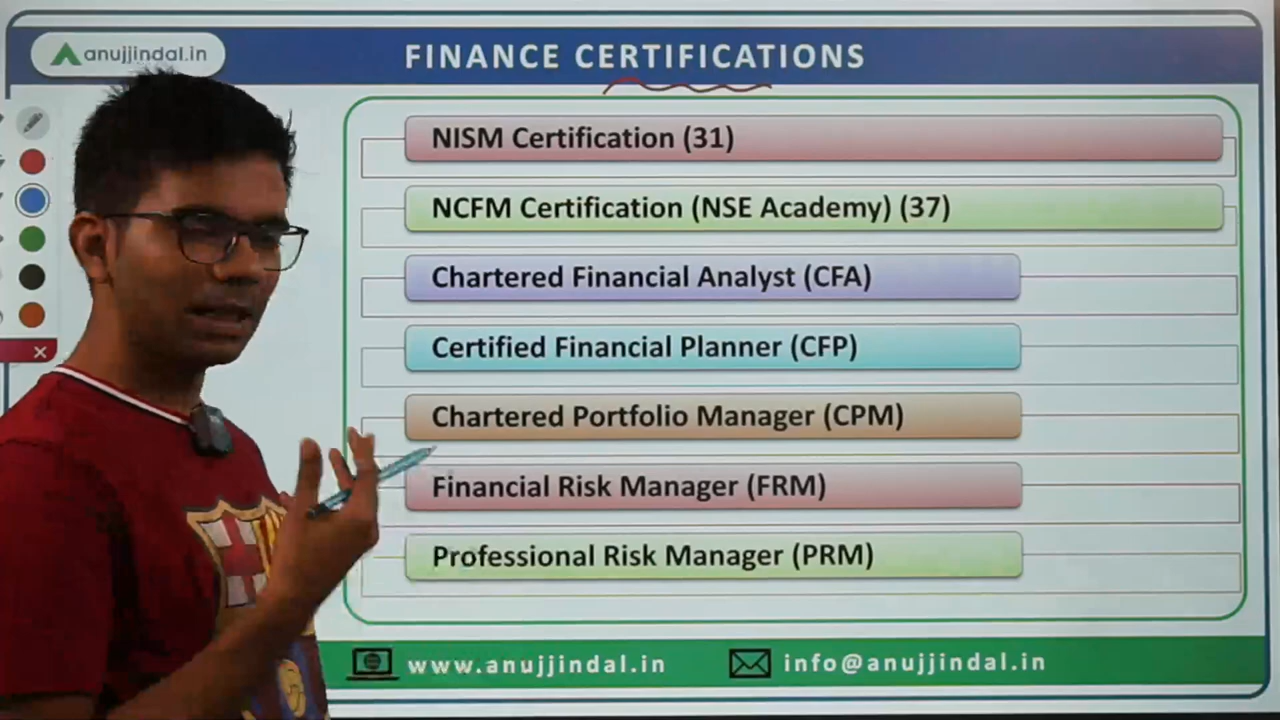 anujjindal.in
FINANCE CERTIFICATIONS
NISM Certification (31)
NCFM Certification (NSE Academy) (37)
Chartered Financial Analyst (CFA)
Certified Financial Planner (CFP)
Chartered Portfolio Manager (CPM)
Financial Risk Manager (FRM)
Professional Risk Manager (PRM)
www.anujjindal.in
info@anujjindal.in